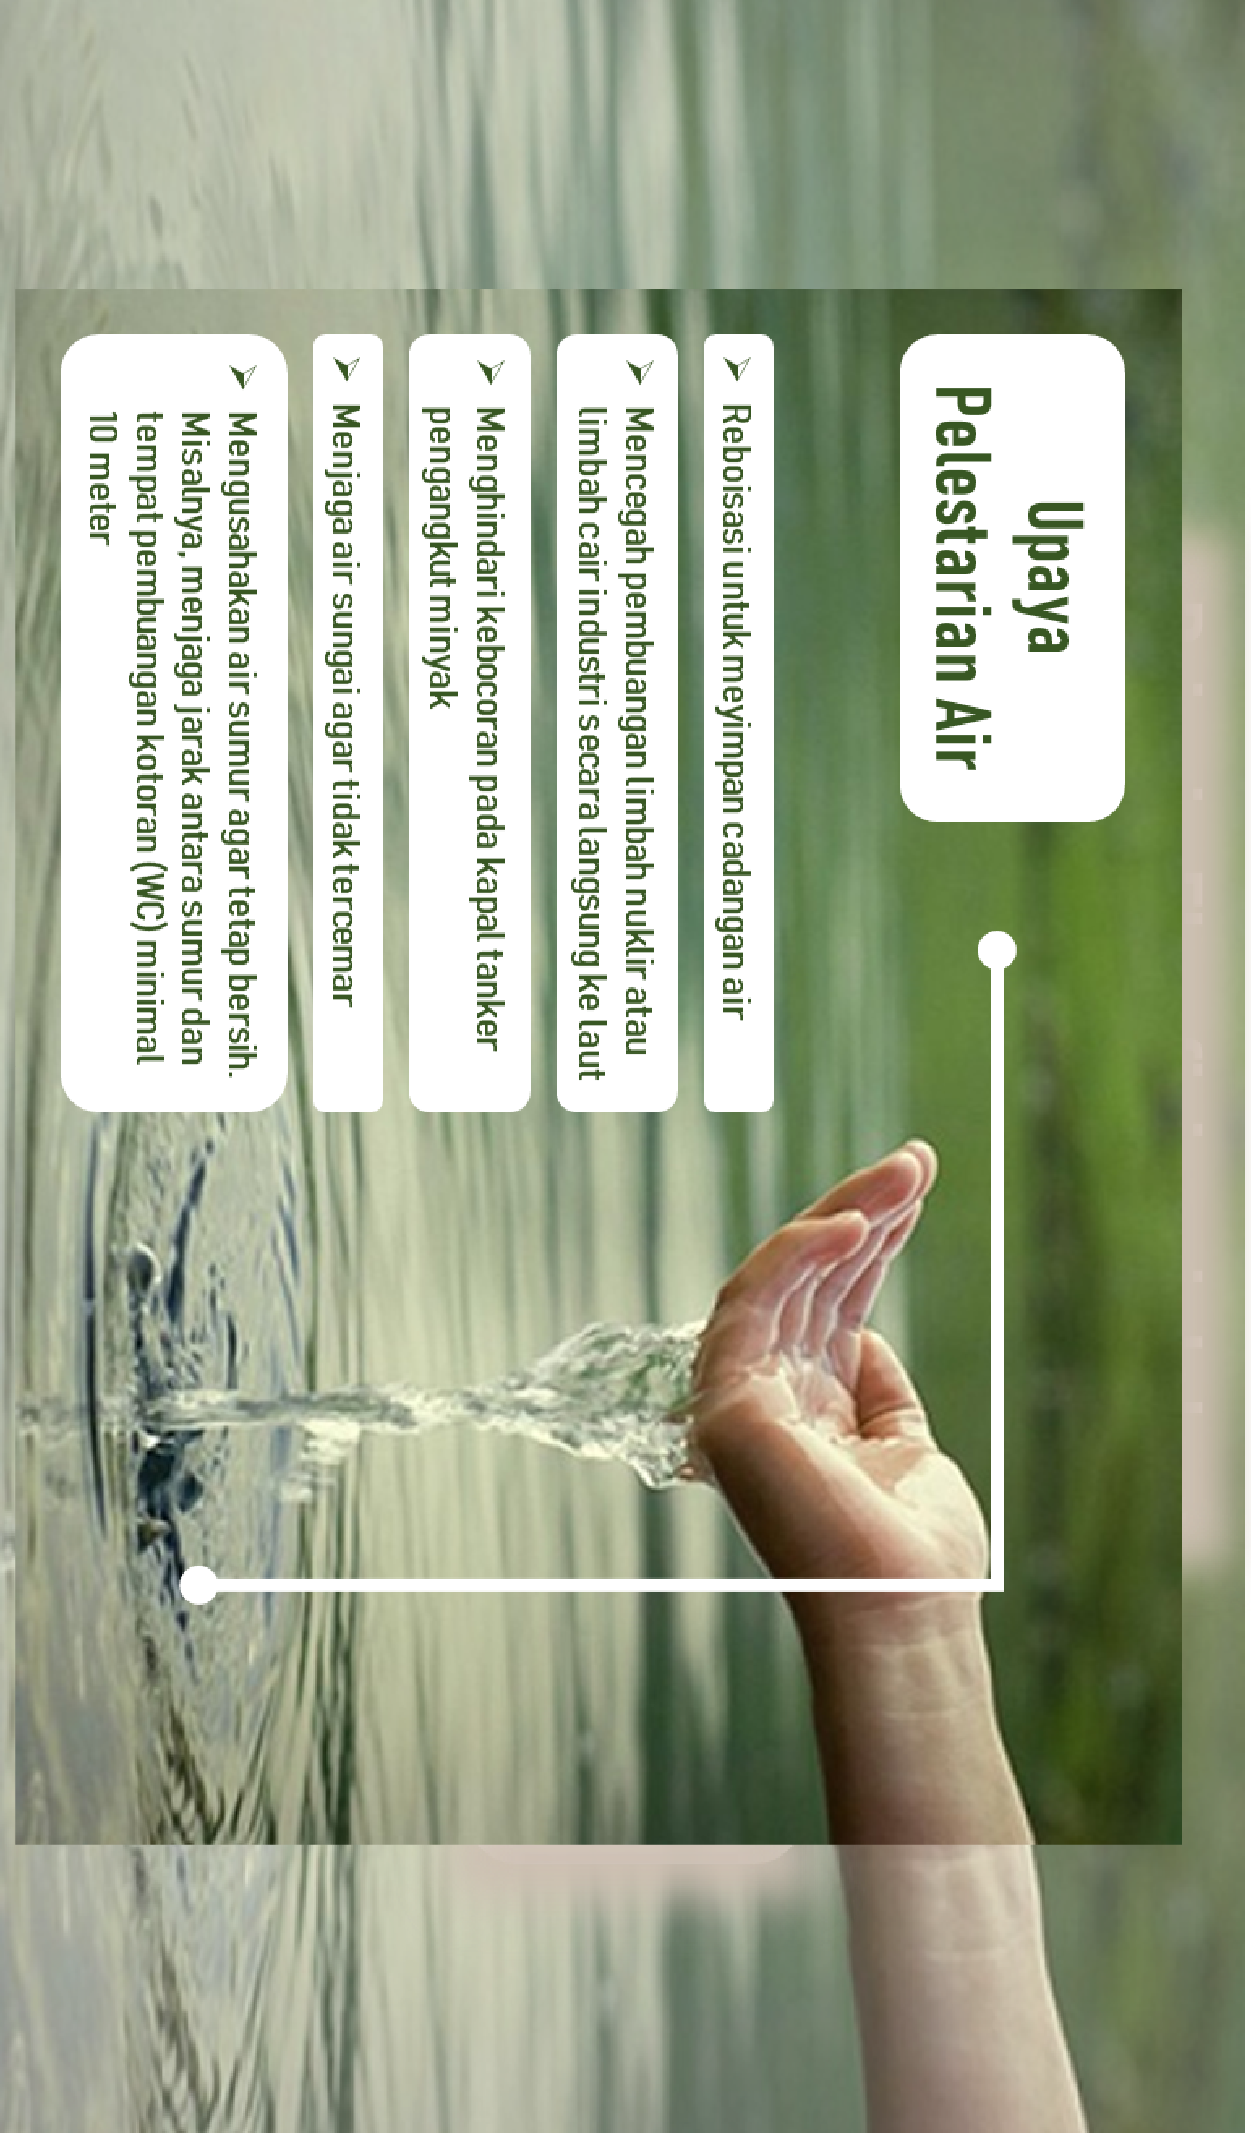 Upaya
Pelestarian Air
➢ Reboisasi untuk meyimpan cadangan air
➢ Mencegah pembuangan limbah nuklir atau
limbah cair industri secara langsung ke laut
➢ Menghindari kebocoran pada kapal tanker
pengangkut minyak
➢ Menjaga air sungai agar tidak tercemar
➢ Mengusahakan air sumur agar tetap bersih.
Misalnya, menjaga jarak antara sumur dan
tempat pembuangan kotoran (WC) minimal
10 meter